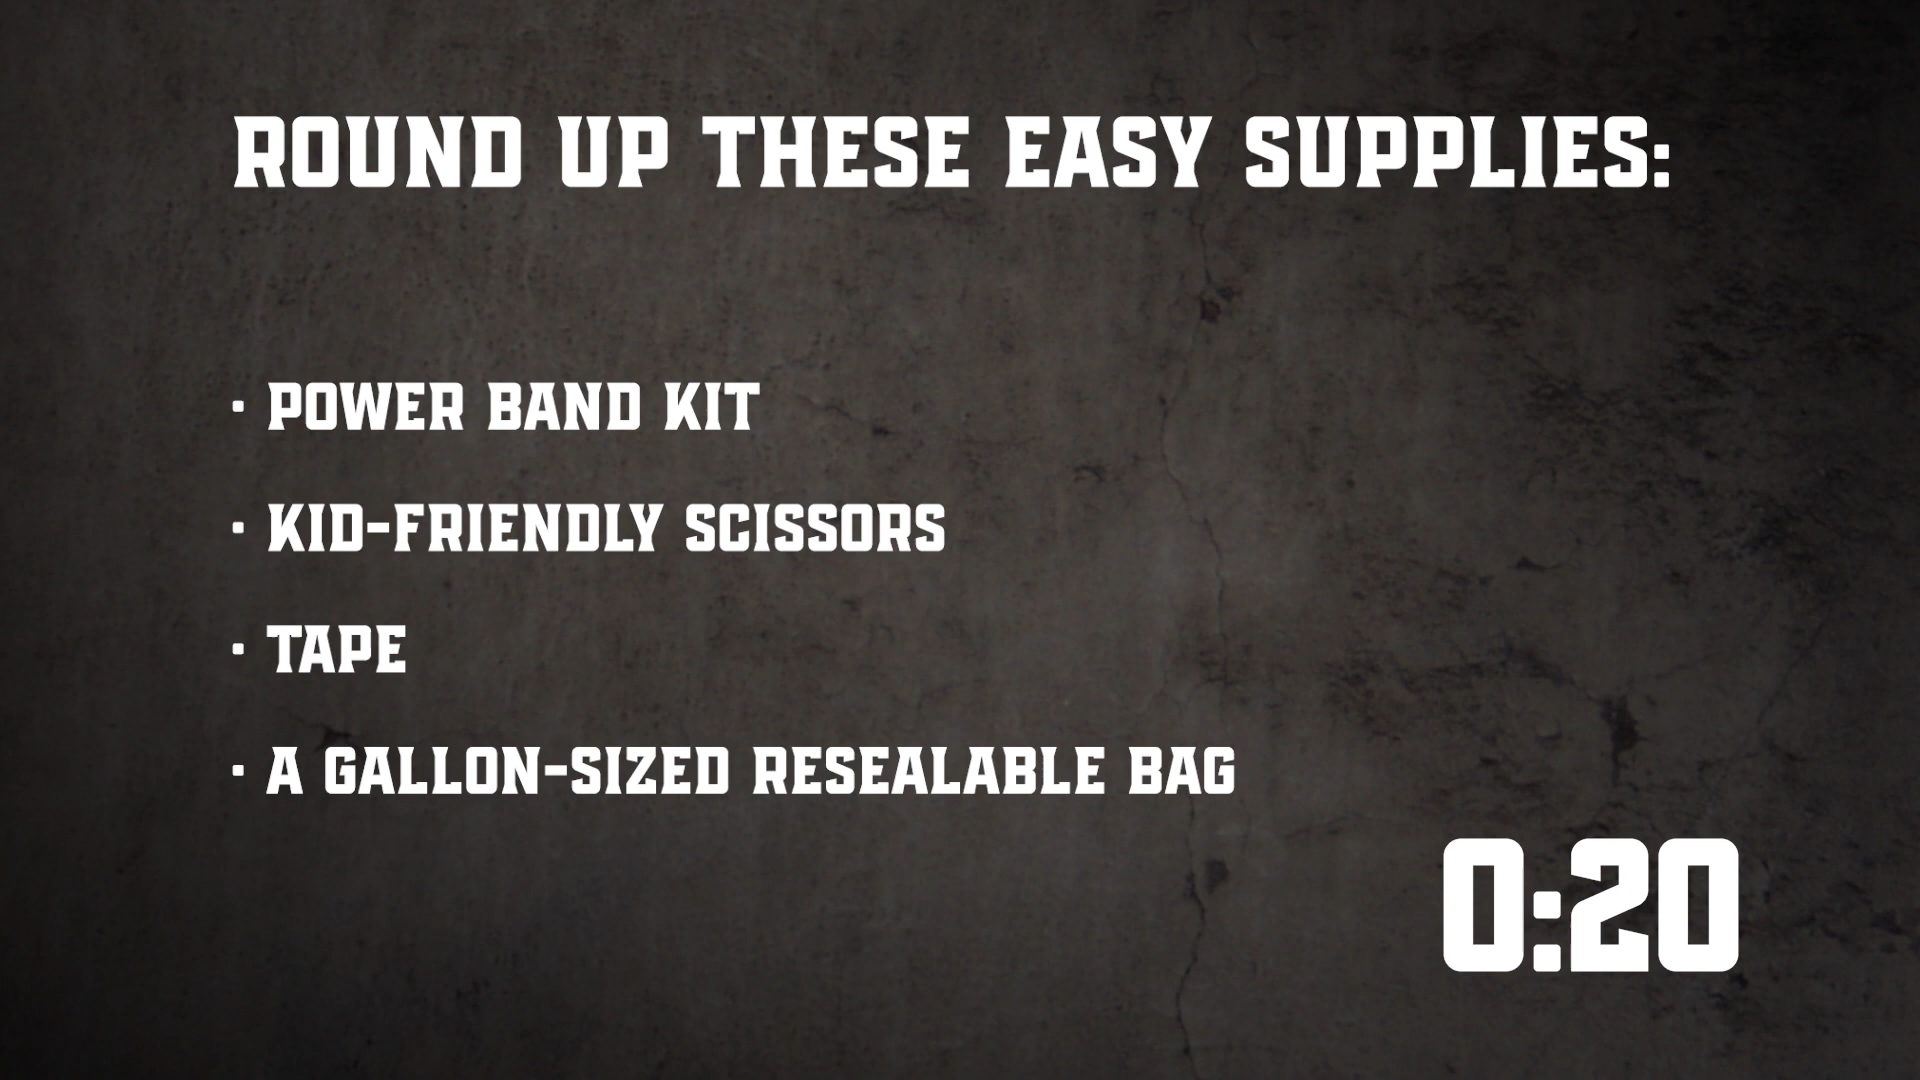 ROUND UP THESE EASY SUPPLIES:
· POWER BAND KIT
· KID-FRIENDLY SCISSORS
· TAPE
· A GALLON-SIZED RESEALABLE BAG
0:20